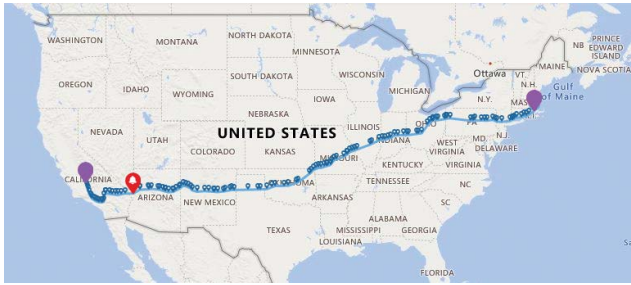 WASHINGTON
MONTANA
NORTH DAKOTA
MINNESOTA
Ottawa
NB
PRINCE
EDWARD
ISLAND
MAINE
NOVA SCOTIA
VT.
N.H.
Gulf
of Maine
OREGON
IDAHO
WYOMING
SOUTH DAKOTA
WISCONSIN
MICHIGAN
N.Y.
MASS
NEBRASKA
IOWA
NEVADA
UTAH
COLORADO
UNITED STATES
KANSAS
ILLINOIS
INDIANA
OHIO
PA
N.J.
MD.
DELAWARE
WEST
VIRGINIA
VIRGINIA
MISSOURI
KENTUCKY
CALIFORNIA
ARIZONA
NEW MEXICO
OMA
ARKANSAS
TENNESSEE
NC
SC
TEXAS
LOUISIANA
MISSISSIPPI
ALABAMA
GEORGIA
FLORIDA
Sa